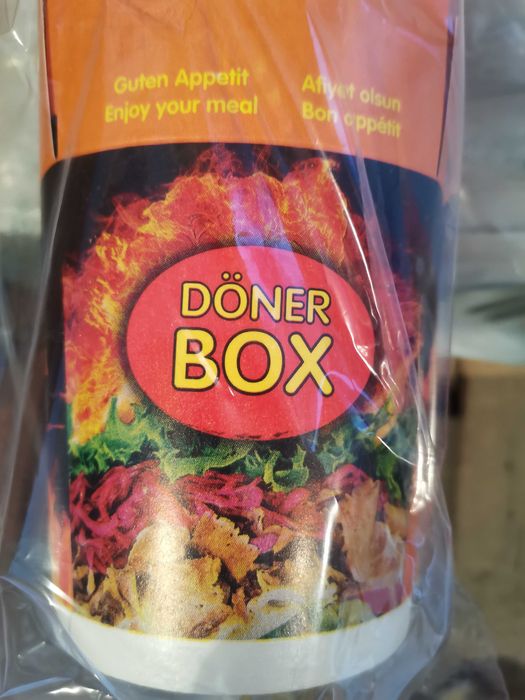 Guten Appetit
Enjoy your meal
Afiyet olsun
Bon appétit
DÖNER
BOX